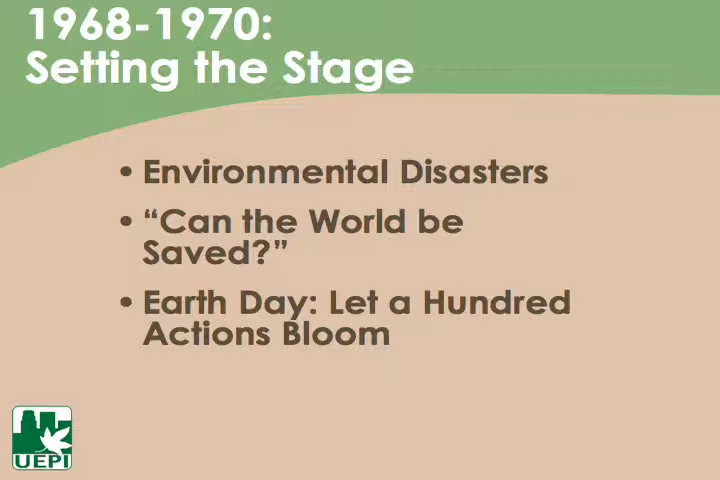 1968-1970:
Setting the Stage
• Environmental Disasters
• “Can the World be
Saved?”
• Earth Day: Let a Hundred
Actions Bloom
UEPI